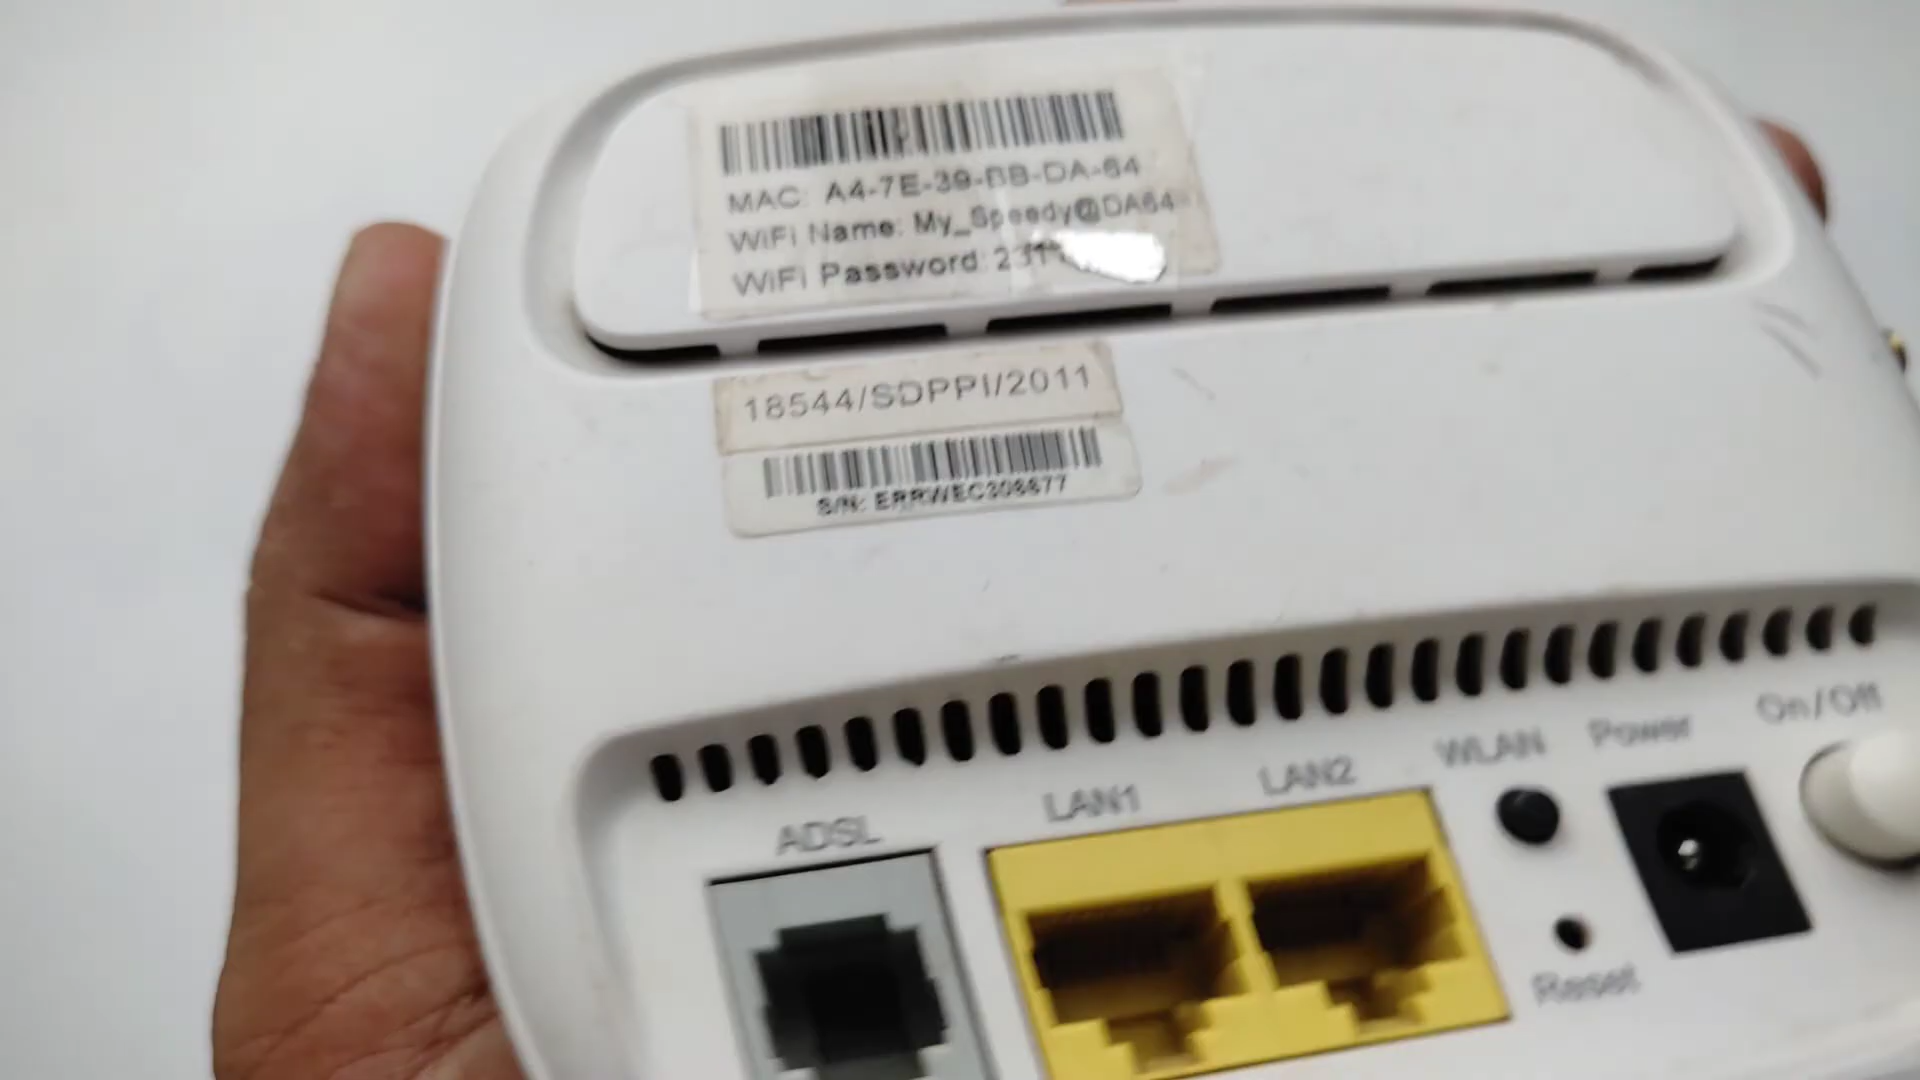 MAC: A4-7E-39-BB-DA-64
WiFi Name: My_Speedy@DA64
WiFi Password:
18544/SDPPI/2011
S/N: ERRWEC308677
On/Off
Power
WLAN
LAN2
LAN1
ADSL
Reset